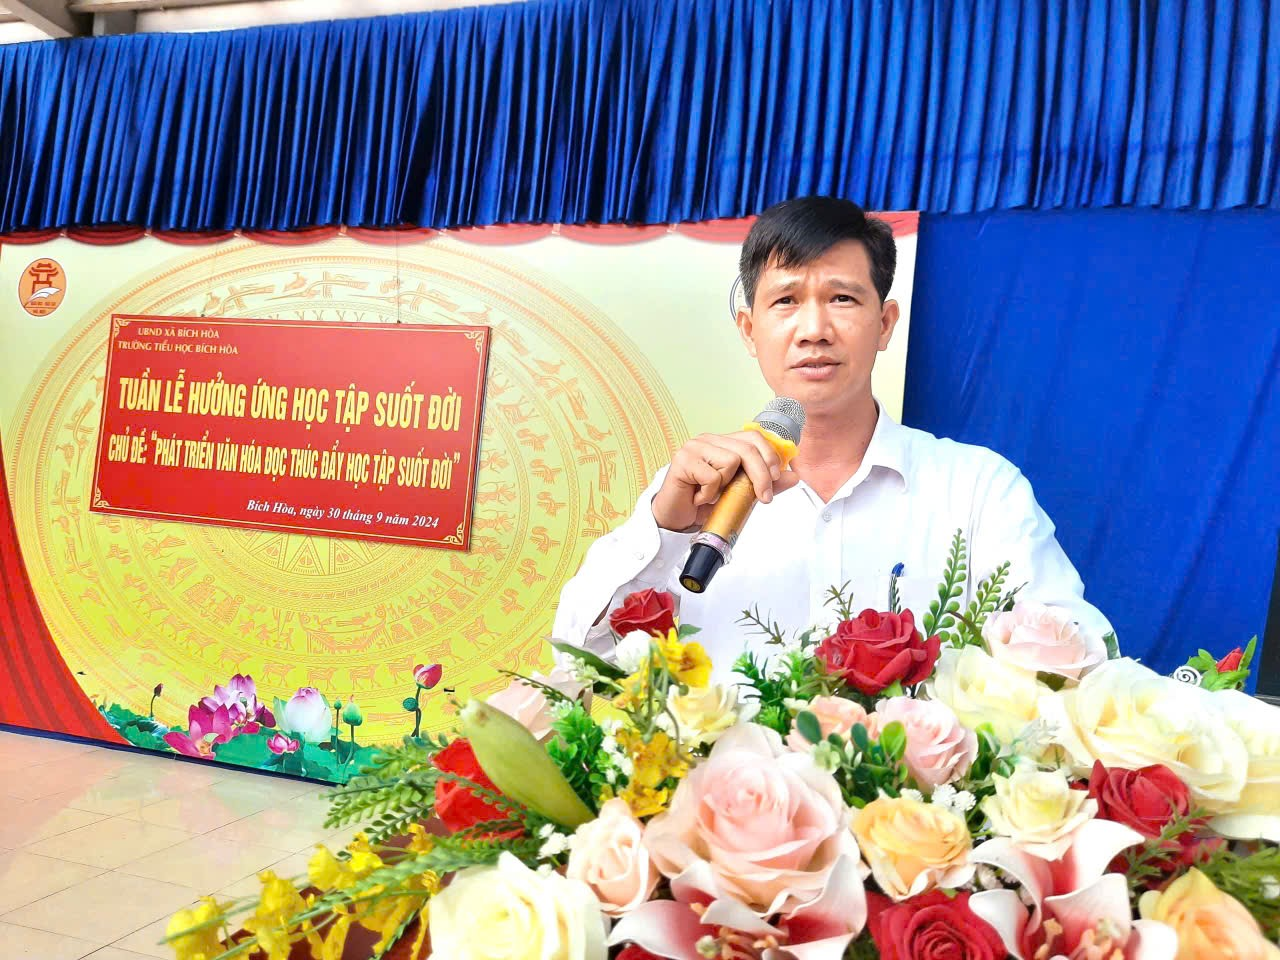 UBND XÃ BÍCH HÒA
TRƯỜNG TIỂU HỌC BÍCH HÒA
TUẦN LỄ HƯỞNG ỨNG HỌC TẬP SUỐT ĐỜI
CHỦ ĐỀ: "PHÁT TRIỂN VĂN HÓA ĐỌC THÚC ĐẨY HỌC TẬP SUỐT ĐỜI"
Bích Hòa, ngày 30 tháng 9 năm 2024